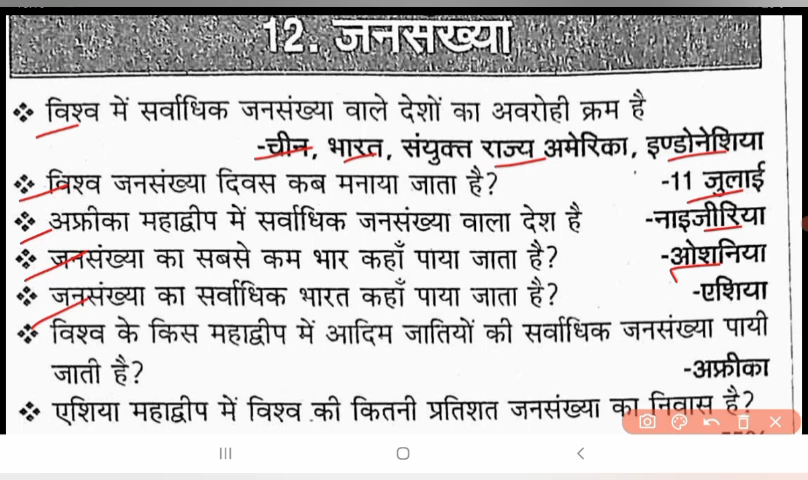 12. जनसख्या
❖ विश्व में सर्वाधिक जनसंख्या वाले देशों का अवरोही क्रम है
-चीन, भारत, संयुक्त राज्य अमेरिका, इण्डोनेशिया
❖ विश्व जनसंख्या दिवस कब मनाया जाता है? -11 जुलाई
❖ अफ्रीका महाद्वीप में सर्वाधिक जनसंख्या वाला देश है -नाइजीरिया
❖ जनसंख्या का सबसे कम भार कहाँ पाया जाता है? -ओशनिया
❖ जनसंख्या का सर्वाधिक भारत कहाँ पाया जाता है? -एशिया
❖ विश्व के किस महाद्वीप में आदिम जातियों की सर्वाधिक जनसंख्या पायी
जाती है? -अफ्रीका
❖ एशिया महाद्वीप में विश्व की कितनी प्रतिशत जनसंख्या का निवास है?